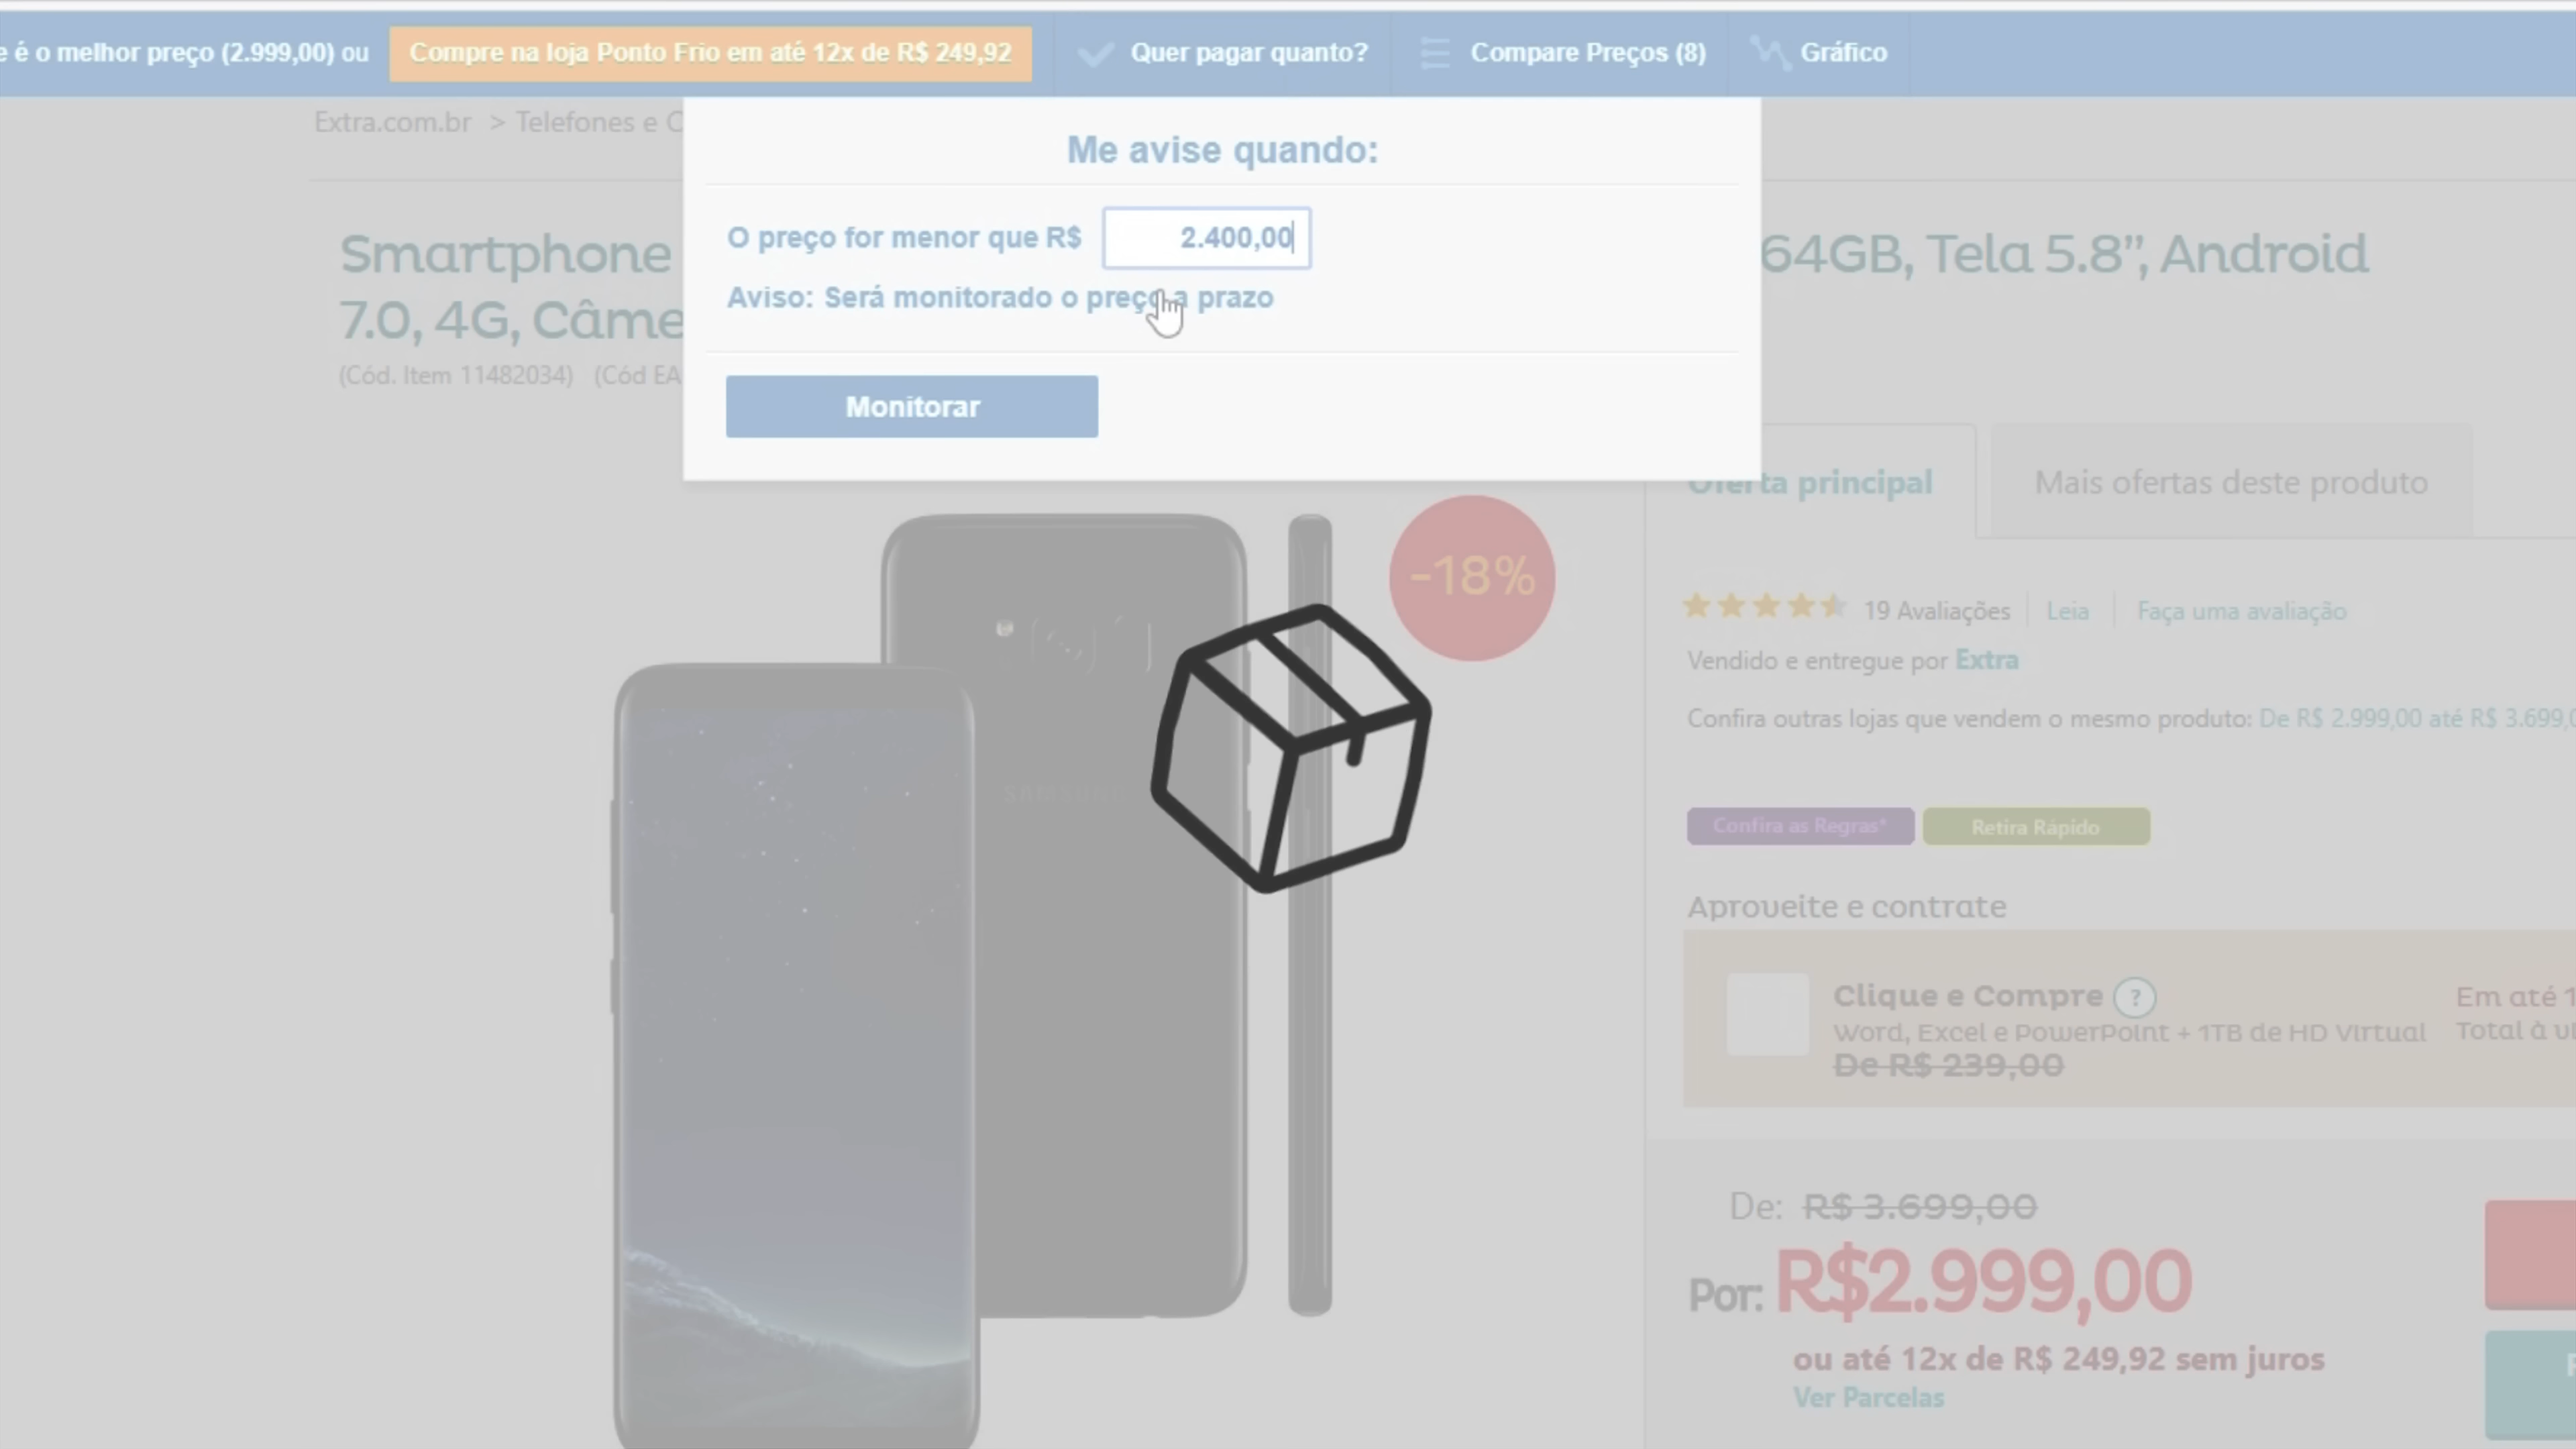 e é o melhor preço (2.999,00) ou
Compre na loja Ponto Frio em até 12x de R$ 249,92
Quer pagar quanto?
Compare Preços (8)
Gráfico
Extra.com.br > Telefones e C
Me avise quando:
O preço for menor que R$ 2.400,00
Aviso: Será monitorado o preço a prazo
Monitorar
Smartphone 64GB, Tela 5.8”, Android
7.0, 4G, Câme
(Cód. Item 11482034) (Cód EA
Oferta principal
Mais ofertas deste produto
-18%
SAMSUNG
19 Avaliações Leia Faça uma avaliação
Vendido e entregue por Extra
Confira outras lojas que vendem o mesmo produto: De R$ 2.999,00 até R$ 3.699,0
Confira as Regras*
Retira Rápido
Aproveite e contrate
Clique e Compre ? Em até 1
Word, Excel e PowerPoint + 1TB de HD Virtual Total à vi
De R$ 239,00
De: R$ 3.699,00
Por: R$2.999,00
ou até 12x de R$ 249,92 sem juros
Ver Parcelas